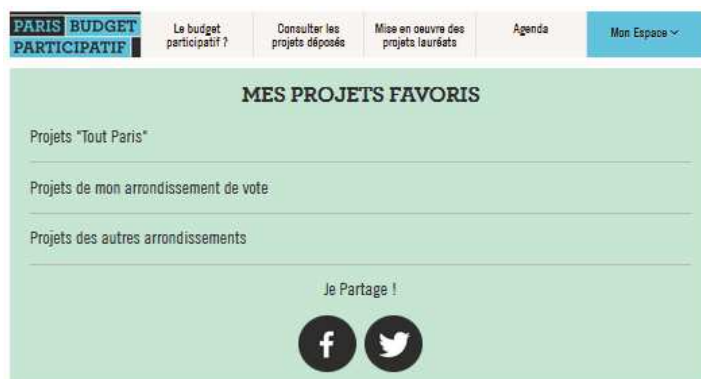 PARIS BUDGET
PARTICIPATIF
Le budget
participatif ?
Consulter les
projets déposés
Mise en oeuvre des
projets lauréats
Agenda
Mon Espace
MES PROJETS FAVORIS
Projets "Tout Paris"
Projets de mon arrondissement de vote
Projets des autres arrondissements
Je Partage !